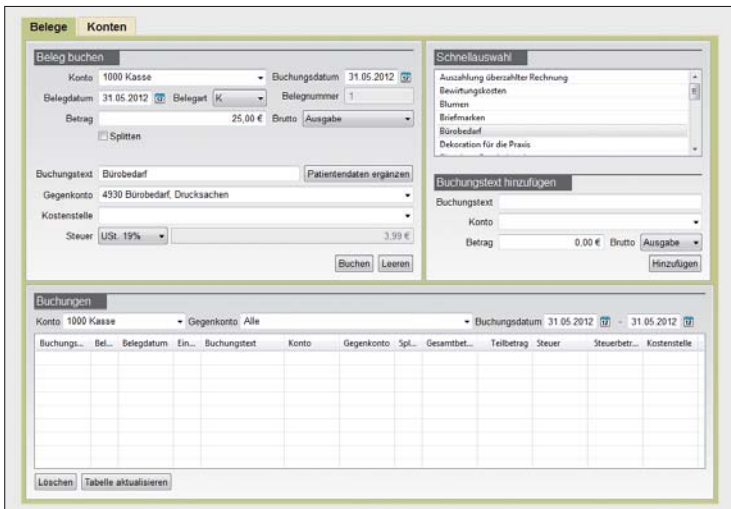 Belege Konten
Beleg buchen
Konto 1000 Kasse Buchungsdatum 31.05.2012
Belegdatum 31.05.2012 Belegart K Belegnummer 1
Betrag 25,00 € Brutto Ausgabe
Splitten
Buchungstext Bürobedarf Patientendaten ergänzen
Gegenkonto 4930 Bürobedarf, Drucksachen
Kostenstelle
Steuer USt. 19% 3,99 €
Buchen Leeren
Schnellauswahl
Auszahlung überzahlter Rechnung
Bewirtungskosten
Blumen
Briefmarken
Bürobedarf
Dekoration für die Praxis
Buchungstext hinzufügen
Buchungstext
Konto
Betrag 0,00 € Brutto Ausgabe
Hinzufügen
Buchungen
Konto 1000 Kasse Gegenkonto Alle Buchungsdatum 31.05.2012 - 31.05.2012
Buchungs... Bel... Belegdatum Ein... Buchungstext Konto Gegenkonto Spl... Gesamtbet... Teilbetrag Steuer Steuerbetr... Kostenstelle
Löschen Tabelle aktualisieren